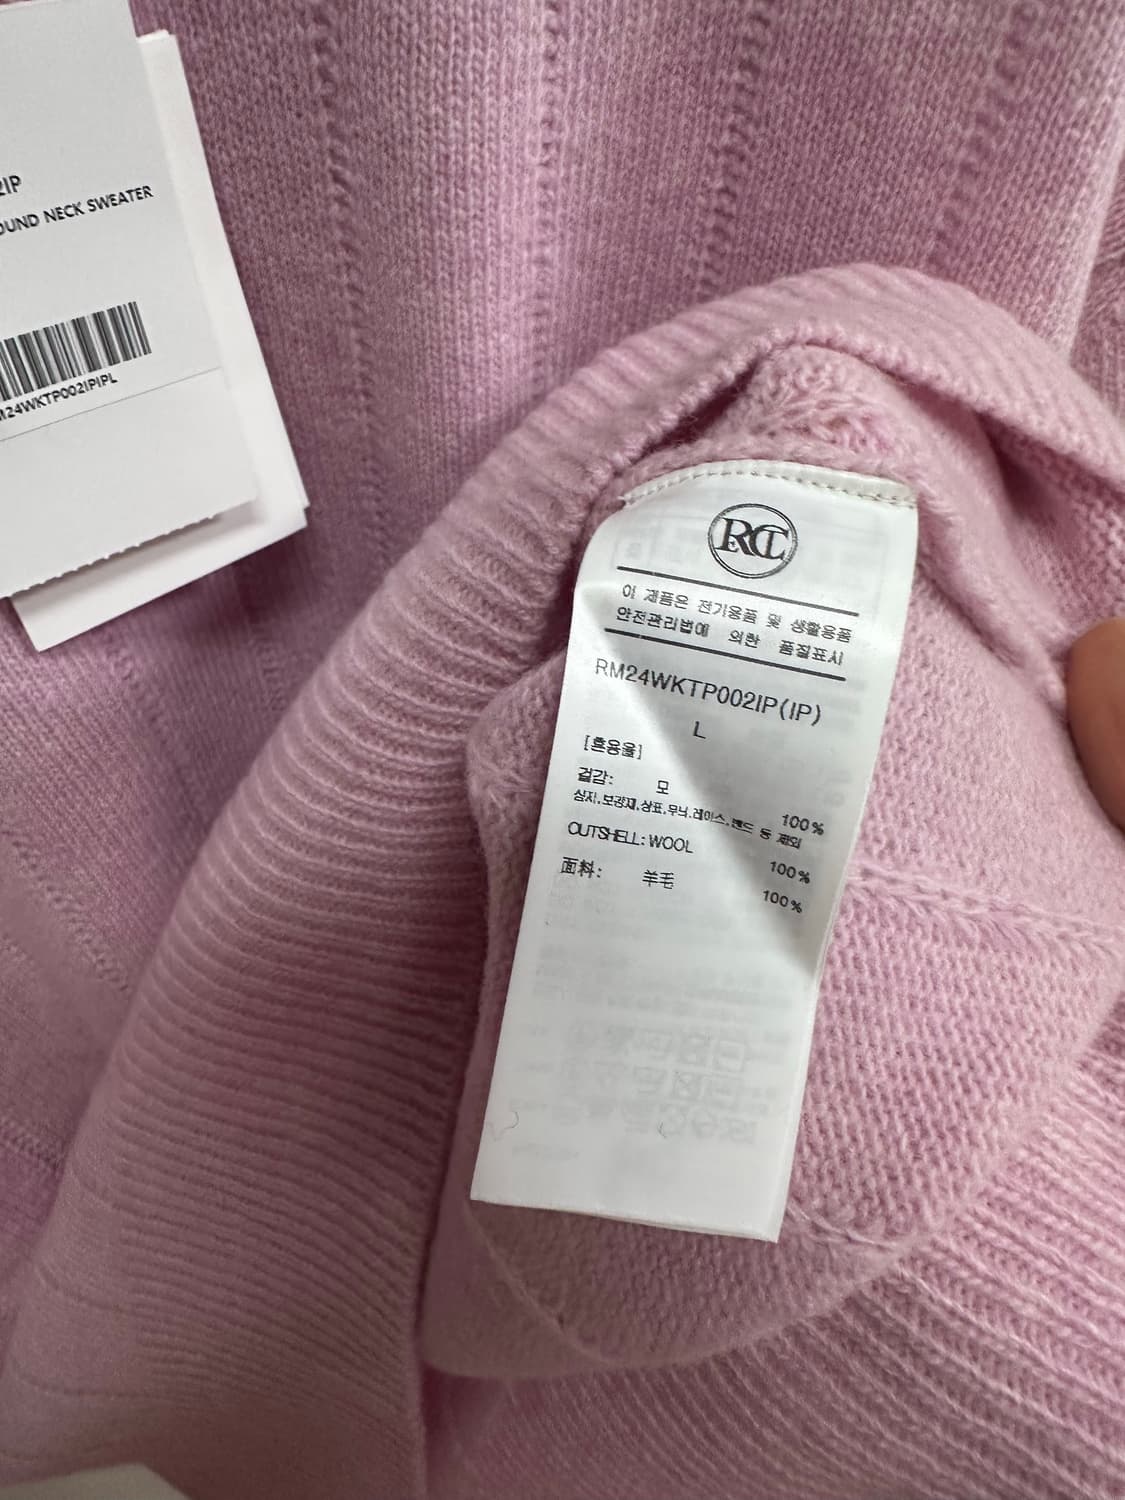 2IP
OUND NECK SWEATER
M24WKTP002IPIPL
RCT
이 제품은 전기용품 및 생활용품
안전관리법에 의한 품질표시
RM24WKTP002IP(IP)
L
[혼용율]
겉감: 모 100%
심지.보강재.상표.무늬.레이스.밴드 등 제외
OUTSHELL: WOOL 100%
面料: 羊毛 100%